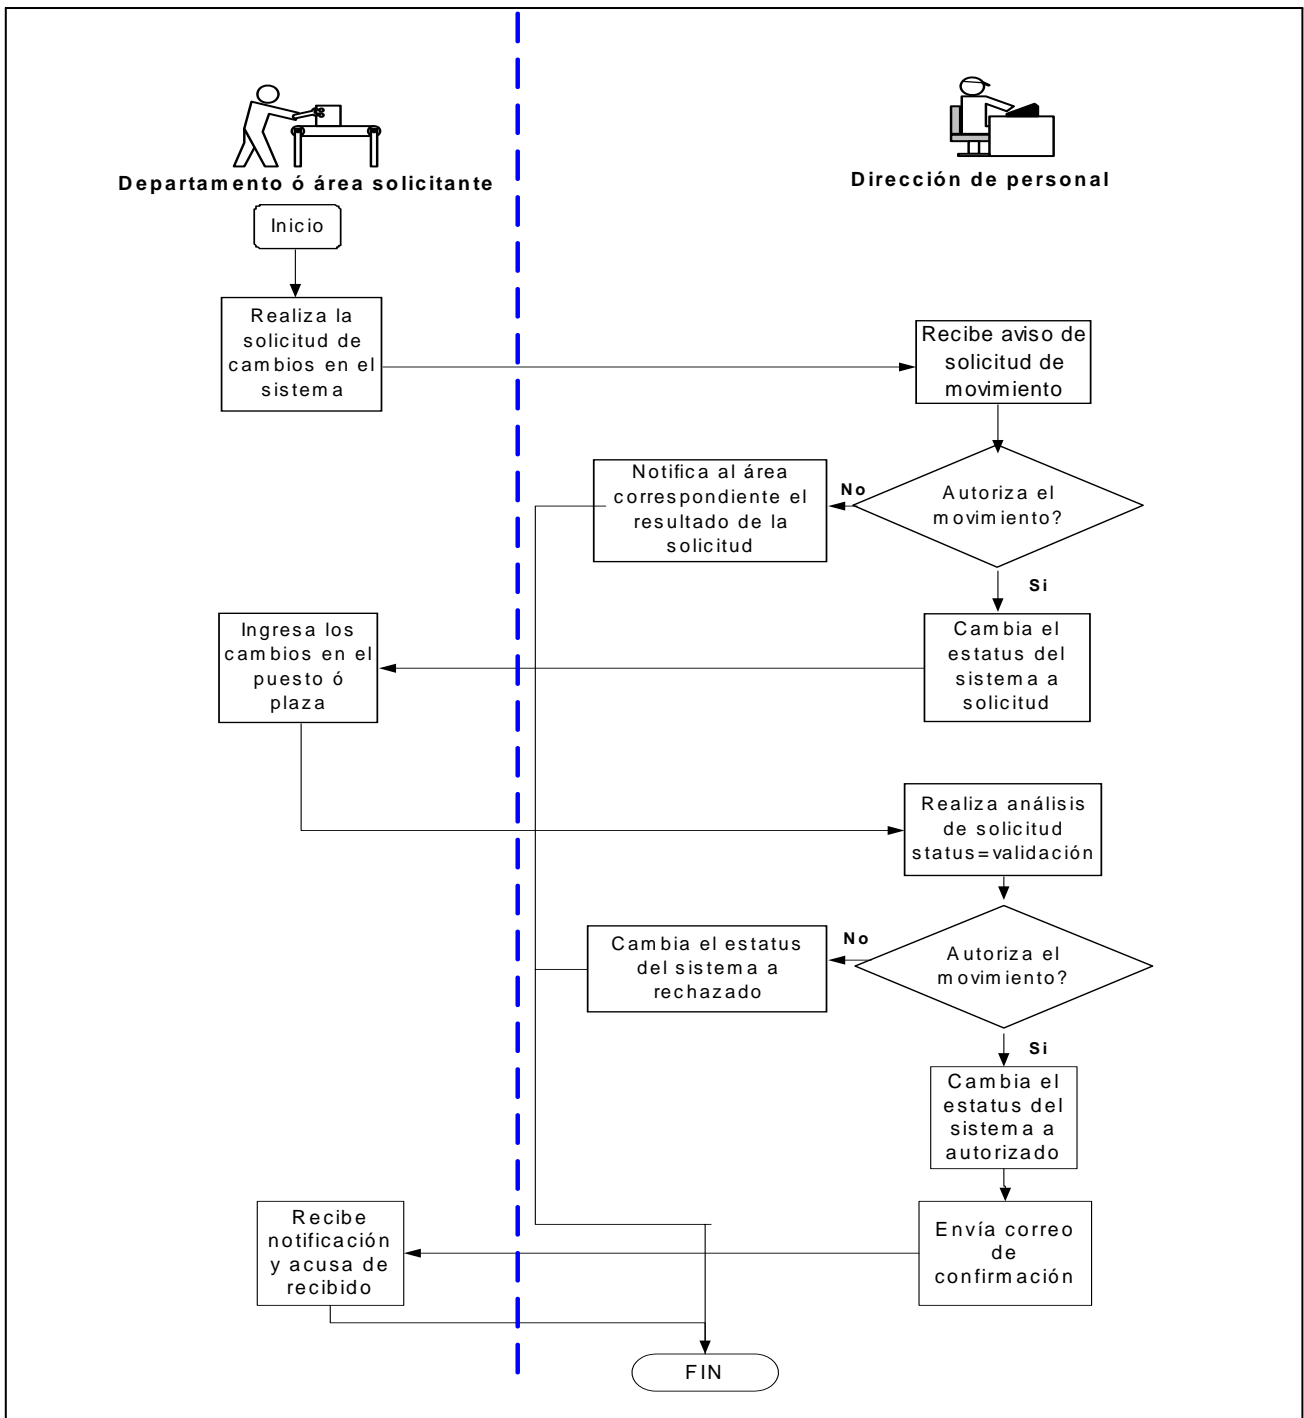 Departamento ó área solicitante
Dirección de personal
Inicio
Realiza la
solicitud de
cambios en el
sistema
Recibe aviso de
solicitud de
movimiento
Autoriza el
movimiento?
No
Notifica al área
correspondiente el
resultado de la
solicitud
Si
Cambia el
estatus del
sistema a
solicitud
Ingresa los
cambios en el
puesto ó
plaza
Realiza análisis
de solicitud
status=validación
Autoriza el
movimiento?
No
Cambia el estatus
del sistema a
rechazado
Si
Cambia el
estatus del
sistema a
autorizado
Envía correo
de
confirmación
Recibe
notificación
y acusa de
recibido
FIN